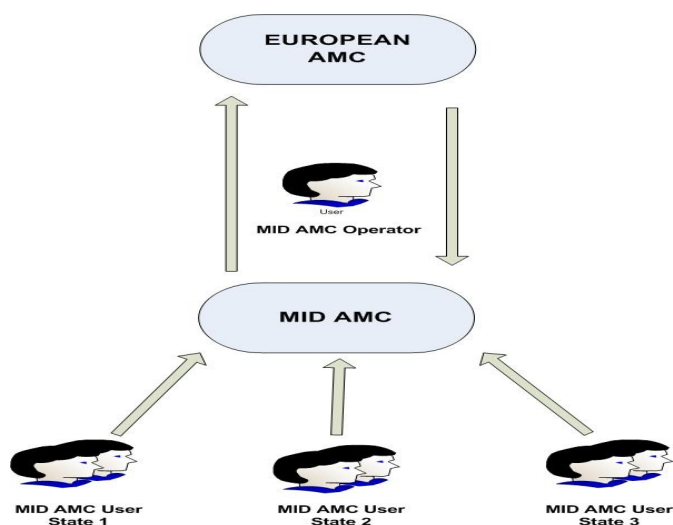 EUROPEAN
AMC
User
MID AMC Operator
MID AMC
MID AMC User
State 1
MID AMC User
State 2
MID AMC User
State 3